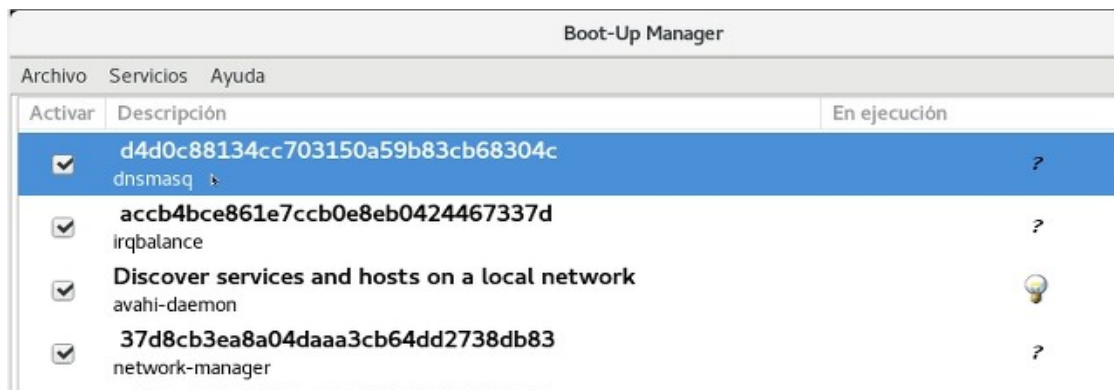 Boot-Up Manager
Archivo Servicios Ayuda
Activar Descripción En ejecución
d4d0c88134cc703150a59b83cb68304c
dnsmasq ?
accb4bce861e7ccb0e8eb0424467337d
irqbalance ?
Discover services and hosts on a local network
avahi-daemon
37d8cb3ea8a04daaa3cb64dd2738db83
network-manager ?